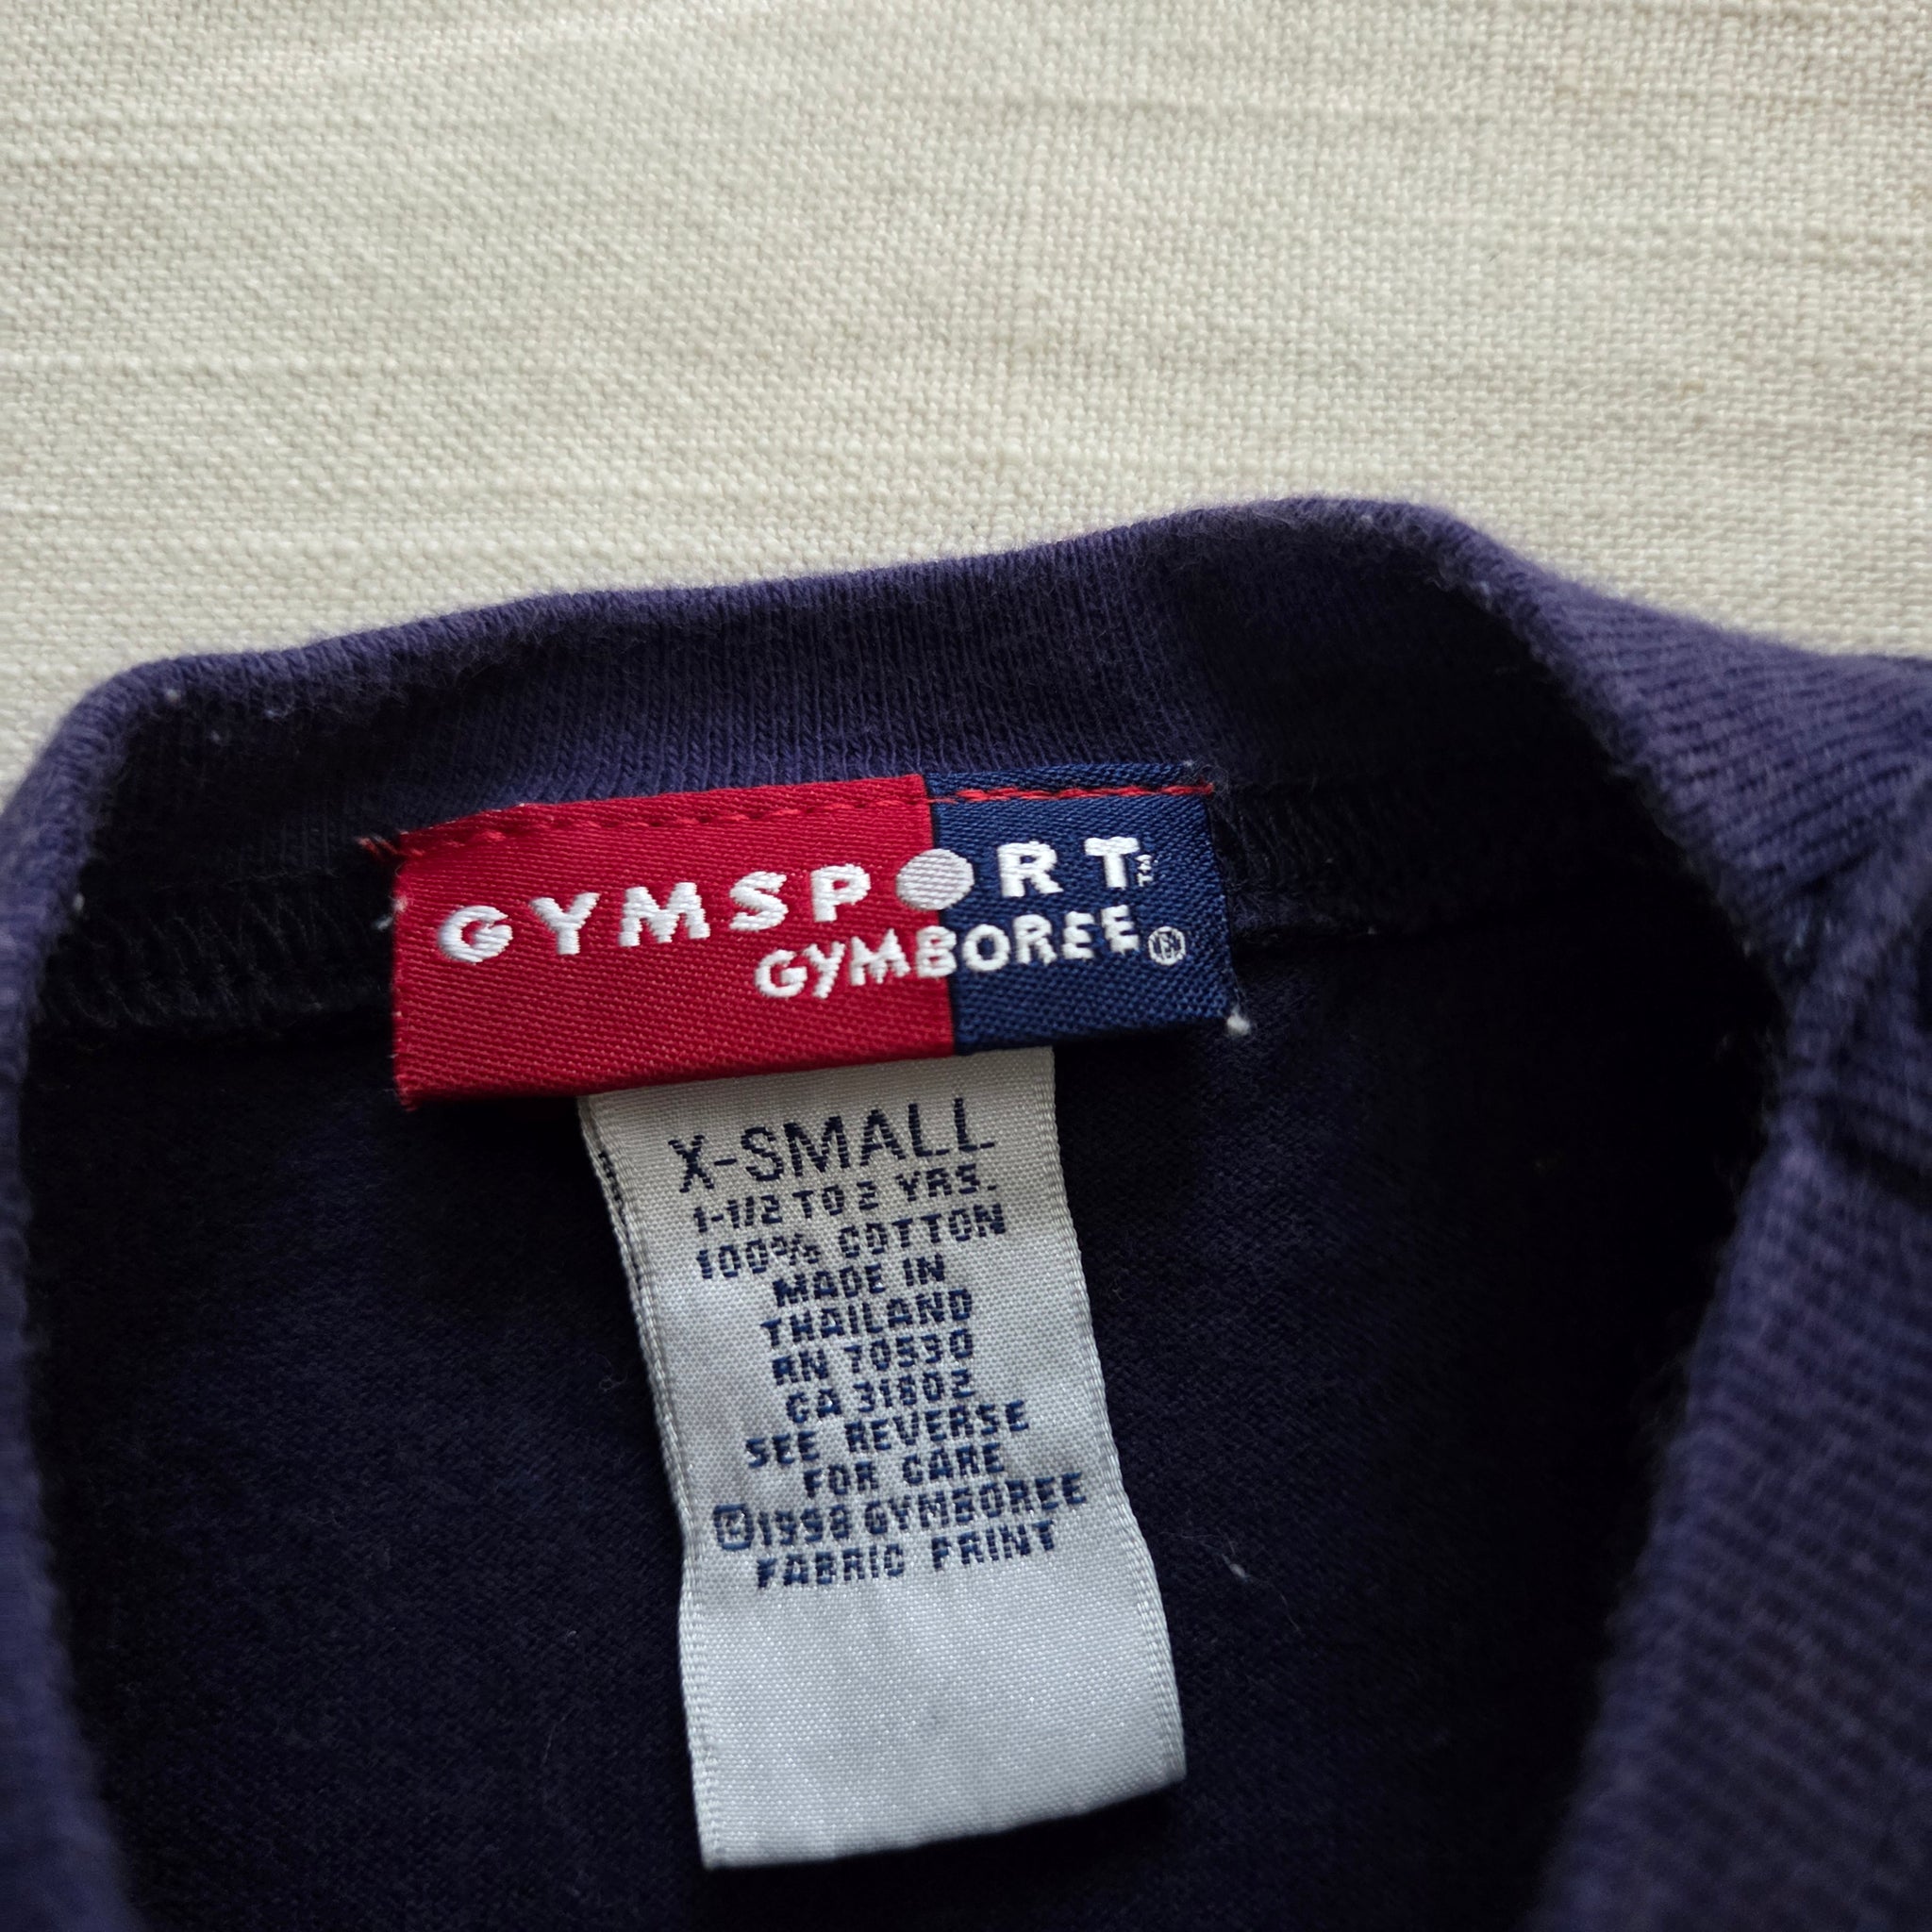 GYMSPORT™
GYMBOREE®
X-SMALL
1-1/2 TO 2 YRS.
100% COTTON
MADE IN
THAILAND
RN 70530
CA 31802
SEE REVERSE
FOR CARE
©1998 GYMBOREE
FABRIC PRINT